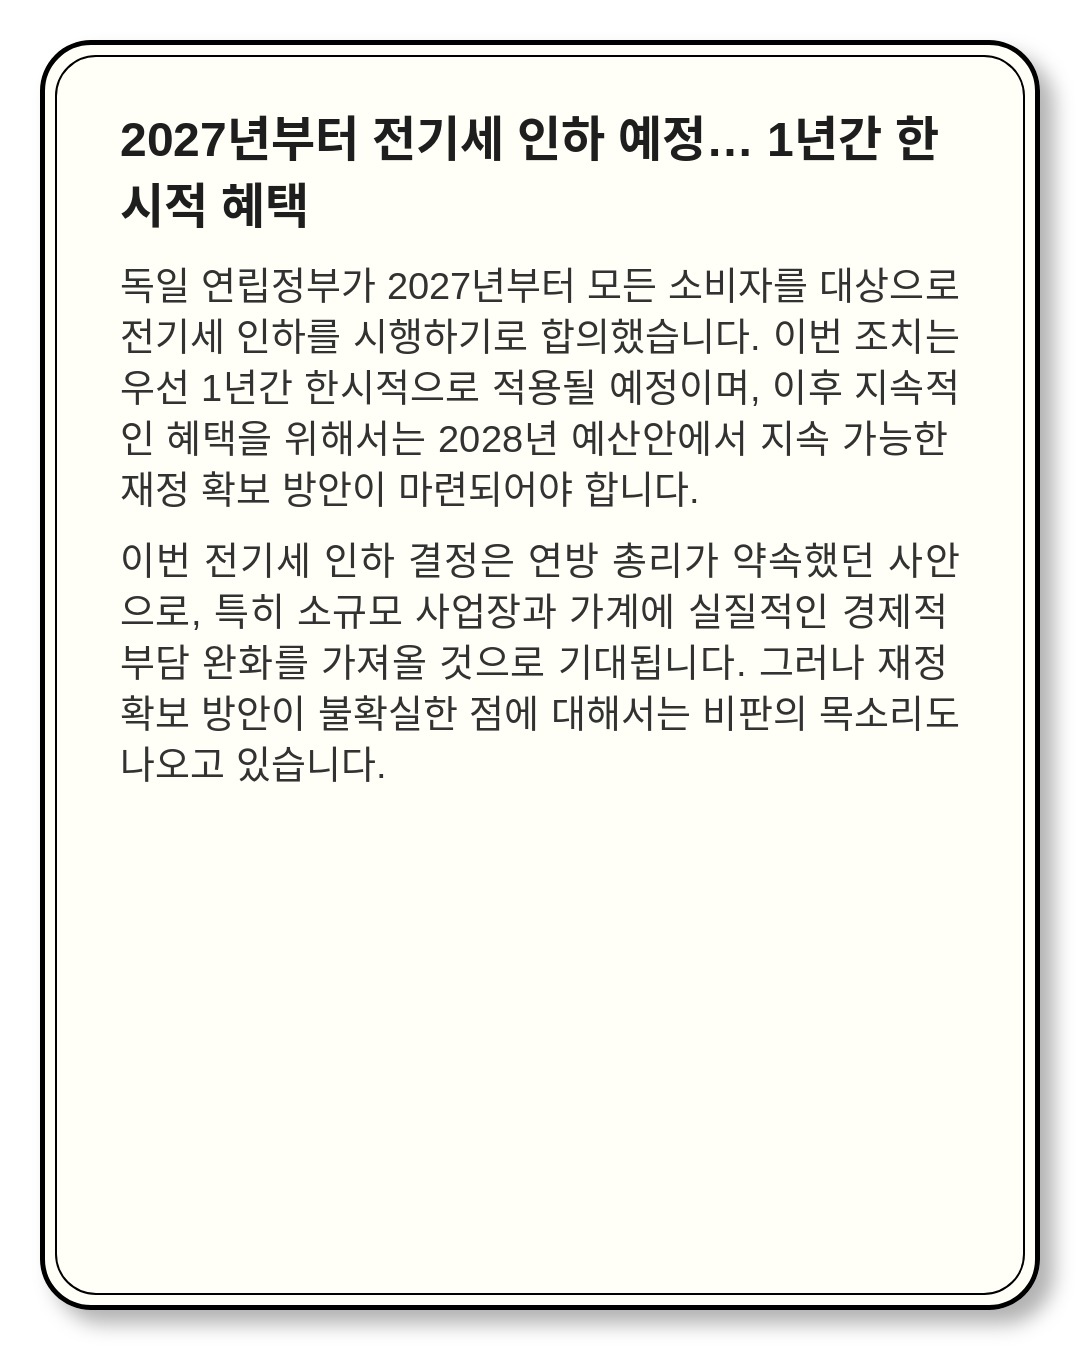 2027년부터 전기세 인하 예정… 1년간 한
시적 혜택
독일 연립정부가 2027년부터 모든 소비자를 대상으로
전기세 인하를 시행하기로 합의했습니다. 이번 조치는
우선 1년간 한시적으로 적용될 예정이며, 이후 지속적
인 혜택을 위해서는 2028년 예산안에서 지속 가능한
재정 확보 방안이 마련되어야 합니다.
이번 전기세 인하 결정은 연방 총리가 약속했던 사안
으로, 특히 소규모 사업장과 가계에 실질적인 경제적
부담 완화를 가져올 것으로 기대됩니다. 그러나 재정
확보 방안이 불확실한 점에 대해서는 비판의 목소리도
나오고 있습니다.